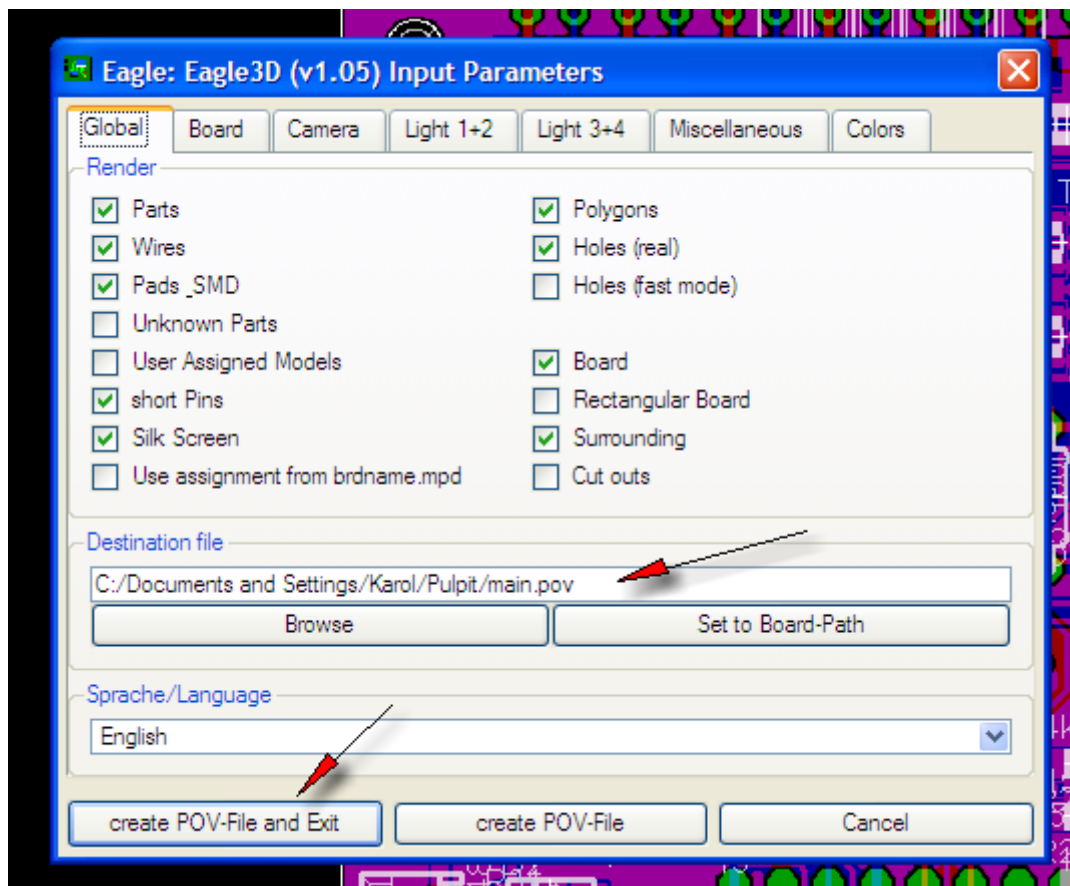 Eagle: Eagle3D (v1.05) Input Parameters
Global Board Camera Light 1+2 Light 3+4 Miscellaneous Colors
Render
Parts Polygons
Wires Holes (real)
Pads_SMD Holes (fast mode)
Unknown Parts
User Assigned Models Board
short Pins Rectangular Board
Silk Screen Surrounding
Use assignment from brdname.mpd Cut outs
Destination file
C:/Documents and Settings/Karol/Pulpit/main.pov
Browse Set to Board-Path
Sprache/Language
English
create POV-File and Exit create POV-File Cancel